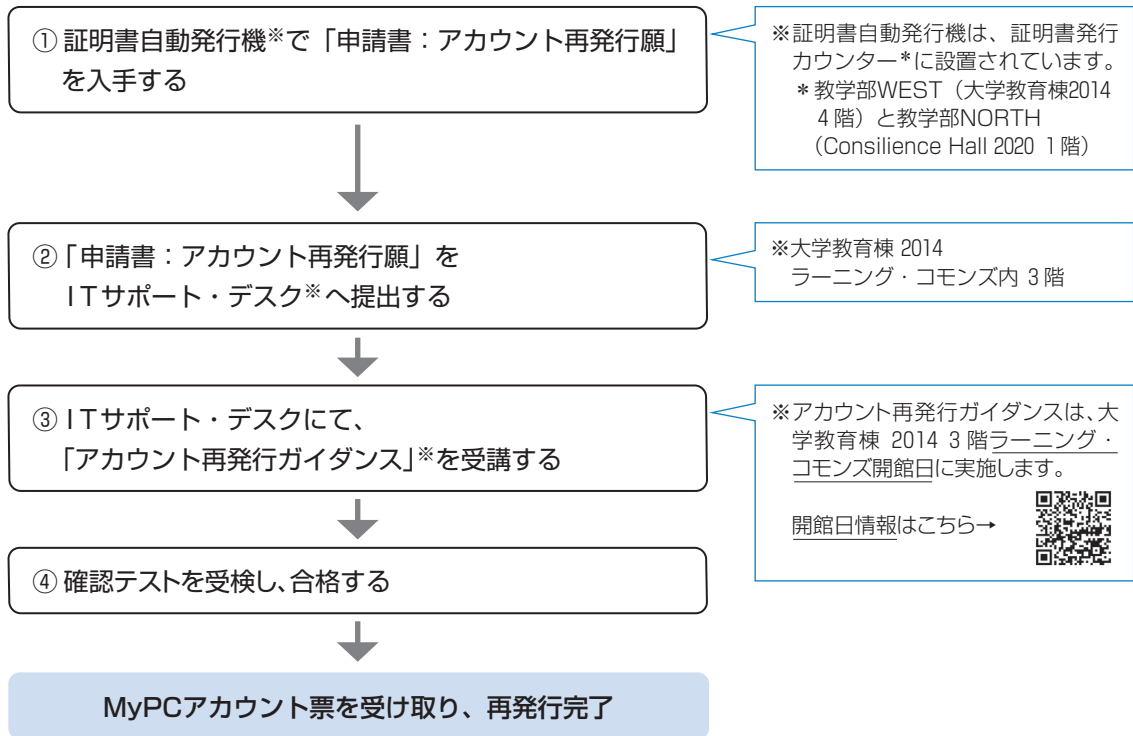 ① 証明書自動発行機※で「申請書：アカウント再発行願」
を入手する
※証明書自動発行機は、証明書発行
カウンター*に設置されています。
* 教学部WEST（大学教育棟2014
4 階）と教学部NORTH
（Consilience Hall 2020 1 階）
②「申請書：アカウント再発行願」を
ITサポート・デスク※へ提出する
※大学教育棟 2014
ラーニング・コモンズ内 3 階
③ ITサポート・デスクにて、
「アカウント再発行ガイダンス」※を受講する
※アカウント再発行ガイダンスは、大
学教育棟 2014 3 階ラーニング・
コモンズ開館日に実施します。
開館日情報はこちら→
④ 確認テストを受検し、合格する
MyPCアカウント票を受け取り、再発行完了